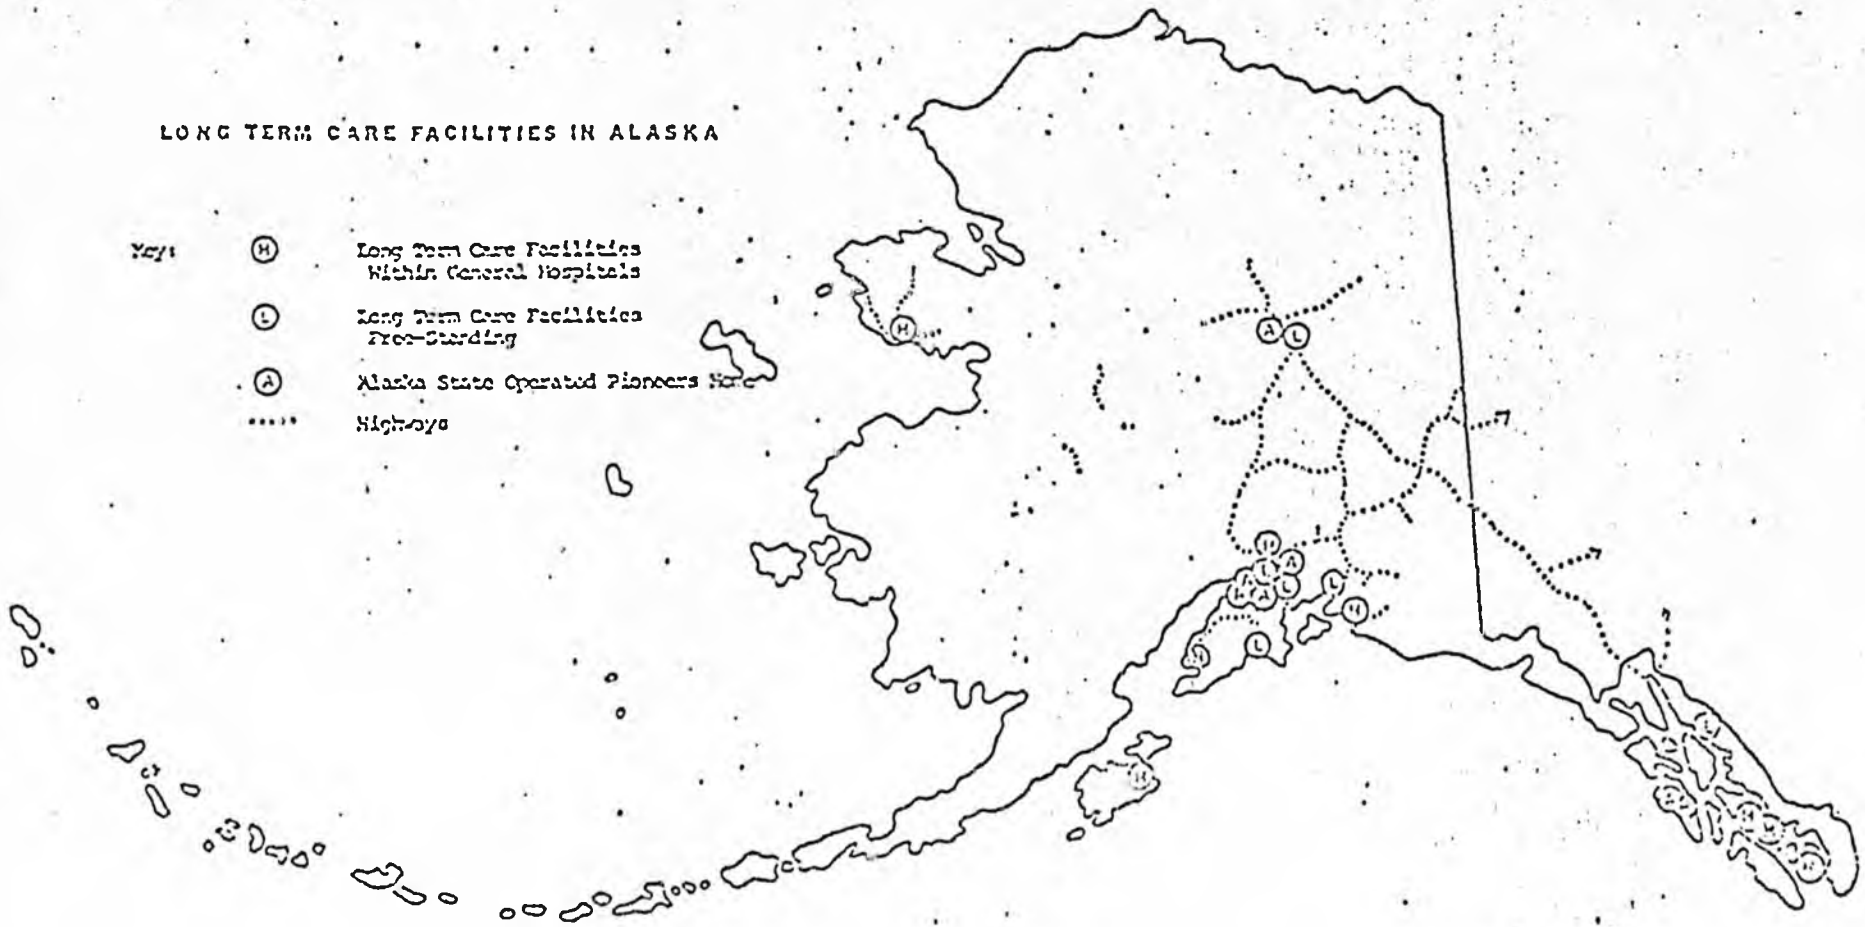 LONG TERM CARE FACILITIES IN ALASKA
Key:
H Long Term Care Facilities
Within General Hospitals
L Long Term Care Facilities
Free-Standing
A Alaska State Operated Pioneers Home
Highways
A L
H
A
L
L
L
H
L
H